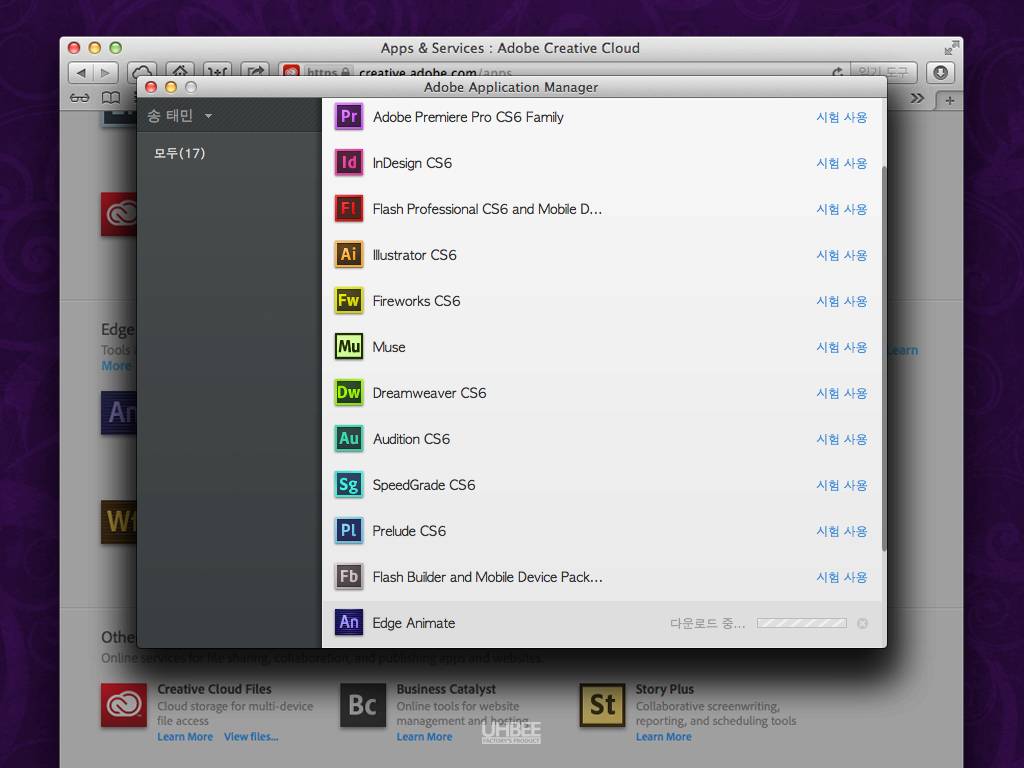 Apps & Services : Adobe Creative Cloud
https creative.adobe.com/apps
읽기 도구
Adobe Application Manager
송 태민
모두(17)
Pr Adobe Premiere Pro CS6 Family 시험 사용
Id InDesign CS6 시험 사용
Fl Flash Professional CS6 and Mobile D... 시험 사용
Ai Illustrator CS6 시험 사용
Fw Fireworks CS6 시험 사용
Mu Muse 시험 사용
Dw Dreamweaver CS6 시험 사용
Au Audition CS6 시험 사용
Sg SpeedGrade CS6 시험 사용
Pl Prelude CS6 시험 사용
Fb Flash Builder and Mobile Device Pack... 시험 사용
An Edge Animate 다운로드 중...
Edge
Tools
More
Learn
An
Othe
Online services for file sharing, collaboration, and publishing apps and websites.
Creative Cloud Files
Cloud storage for multi-device
file access
Learn More View files...
Bc
Business Catalyst
Online tools for website
management and hosting
Learn More
St
Story Plus
Collaborative screenwriting,
reporting, and scheduling tools
Learn More
UHBEE
FACTORY'S PRODUCT